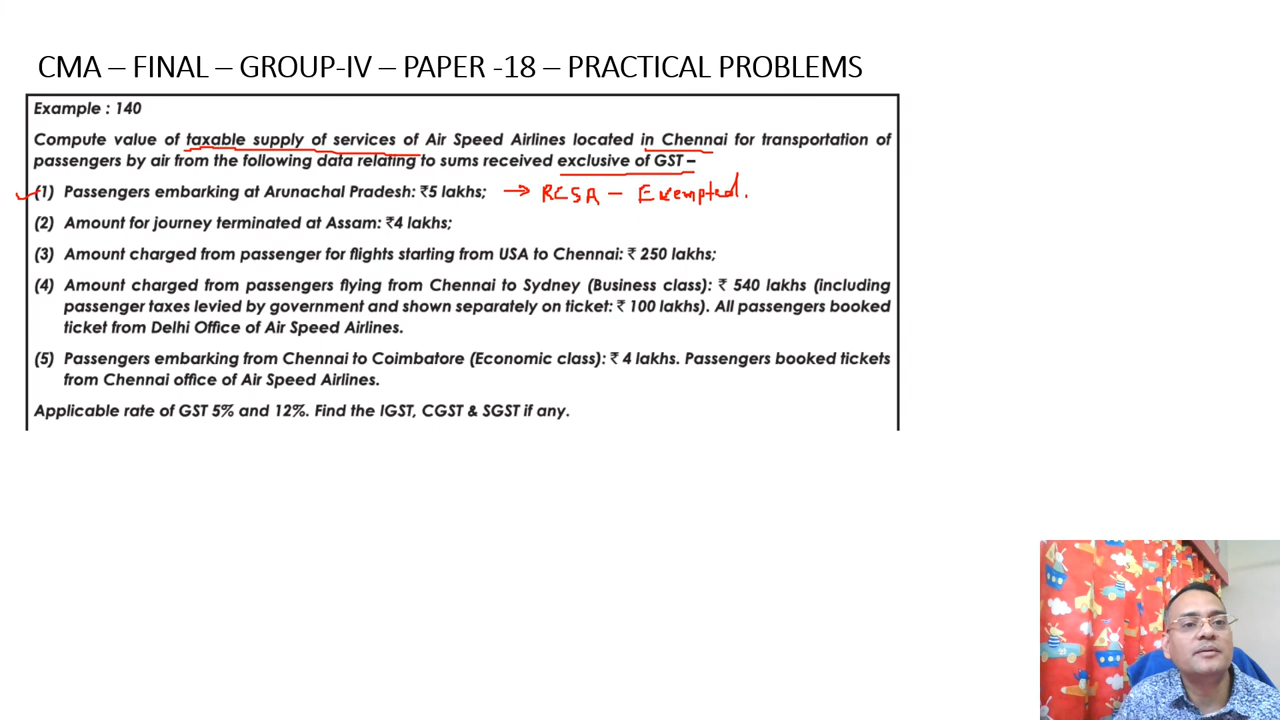 CMA – FINAL – GROUP-IV – PAPER -18 – PRACTICAL PROBLEMS
Example : 140
Compute value of taxable supply of services of Air Speed Airlines located in Chennai for transportation of
passengers by air from the following data relating to sums received exclusive of GST –
(1) Passengers embarking at Arunachal Pradesh: ₹5 lakhs; → RCSA – Exempted.
(2) Amount for journey terminated at Assam: ₹4 lakhs;
(3) Amount charged from passenger for flights starting from USA to Chennai: ₹ 250 lakhs;
(4) Amount charged from passengers flying from Chennai to Sydney (Business class): ₹ 540 lakhs (including
passenger taxes levied by government and shown separately on ticket: ₹ 100 lakhs). All passengers booked
ticket from Delhi Office of Air Speed Airlines.
(5) Passengers embarking from Chennai to Coimbatore (Economic class): ₹ 4 lakhs. Passengers booked tickets
from Chennai office of Air Speed Airlines.
Applicable rate of GST 5% and 12%. Find the IGST, CGST & SGST if any.